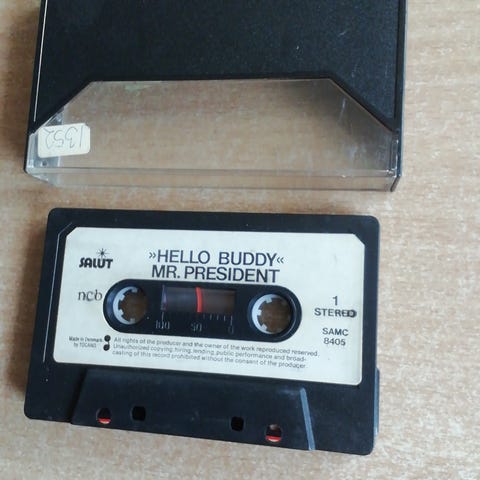 1352
SALUT
»HELLO BUDDY«
MR. PRESIDENT
ncb
100 50 0
1
STEREO
SAMC
8405
Made in Denmark
by TOCANO
All rights of the producer and the owner of the work reproduced reserved.
Unauthorized copying, hiring, lending, public performance and broad-
casting of this record prohibited without the consent of the producer